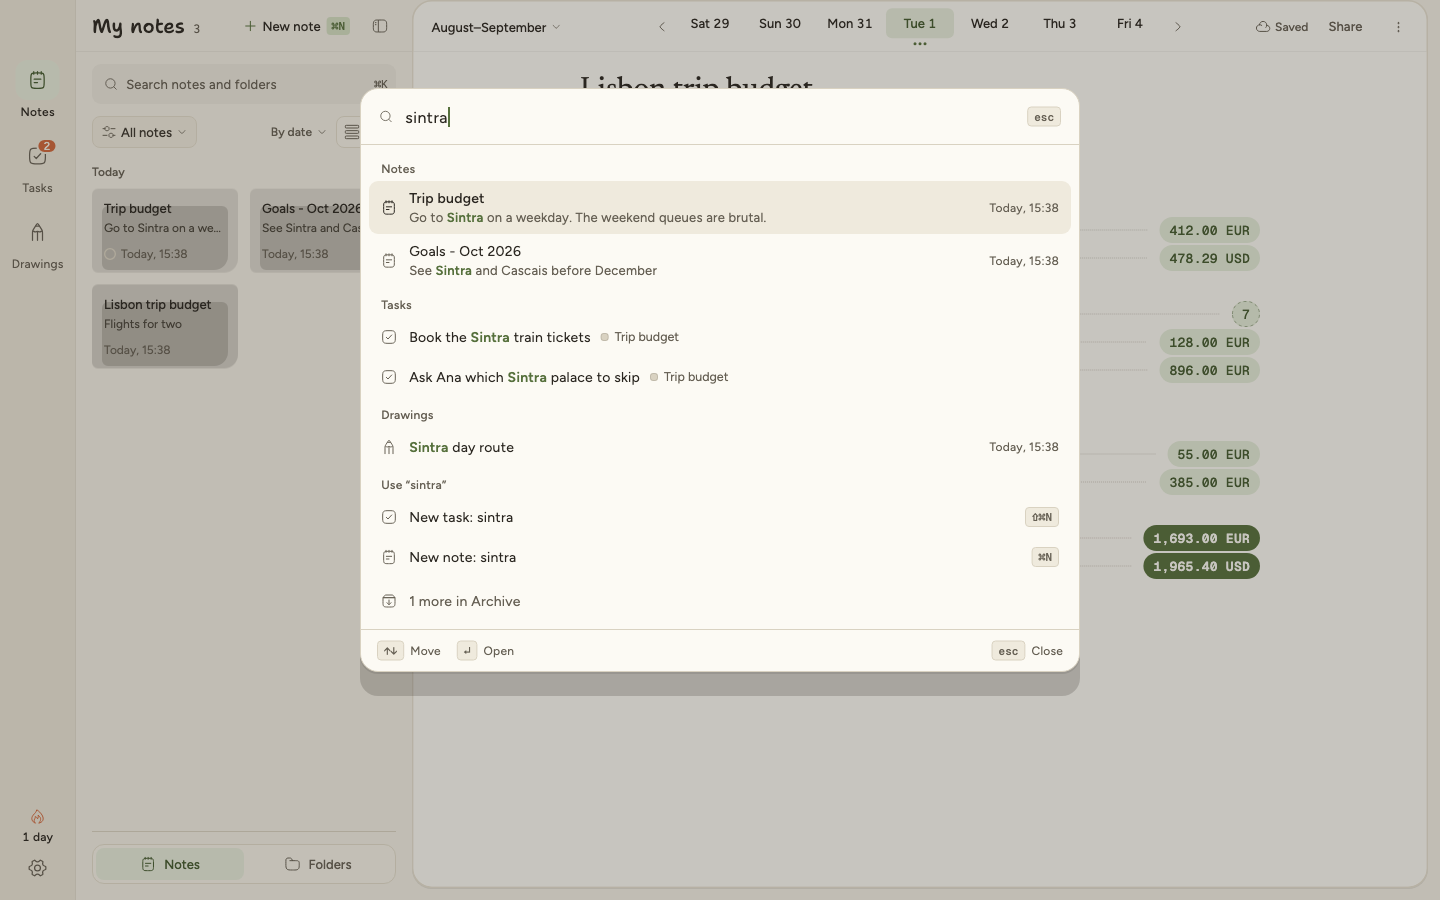 My notes 3
New note ⌘N
August–September
Sat 29
Sun 30
Mon 31
Tue 1
Wed 2
Thu 3
Fri 4
Saved
Share
Search notes and folders ⌘K
All notes
By date
Today
Trip budget
Go to Sintra on a we...
Today, 15:38
Goals - Oct 2026
See Sintra and Cas
Today, 15:38
Lisbon trip budget
Flights for two
Today, 15:38
Notes
2
Tasks
Drawings
1 day
Notes
Folders
Lisbon trip budget
sintra
esc
Notes
Trip budget
Go to Sintra on a weekday. The weekend queues are brutal.
Today, 15:38
Goals - Oct 2026
See Sintra and Cascais before December
Today, 15:38
Tasks
Book the Sintra train tickets Trip budget
Ask Ana which Sintra palace to skip Trip budget
Drawings
Sintra day route
Today, 15:38
Use “sintra”
New task: sintra ⇧⌘N
New note: sintra ⌘N
1 more in Archive
↑↓ Move
↵ Open
esc Close
412.00 EUR
478.29 USD
7
128.00 EUR
896.00 EUR
55.00 EUR
385.00 EUR
1,693.00 EUR
1,965.40 USD